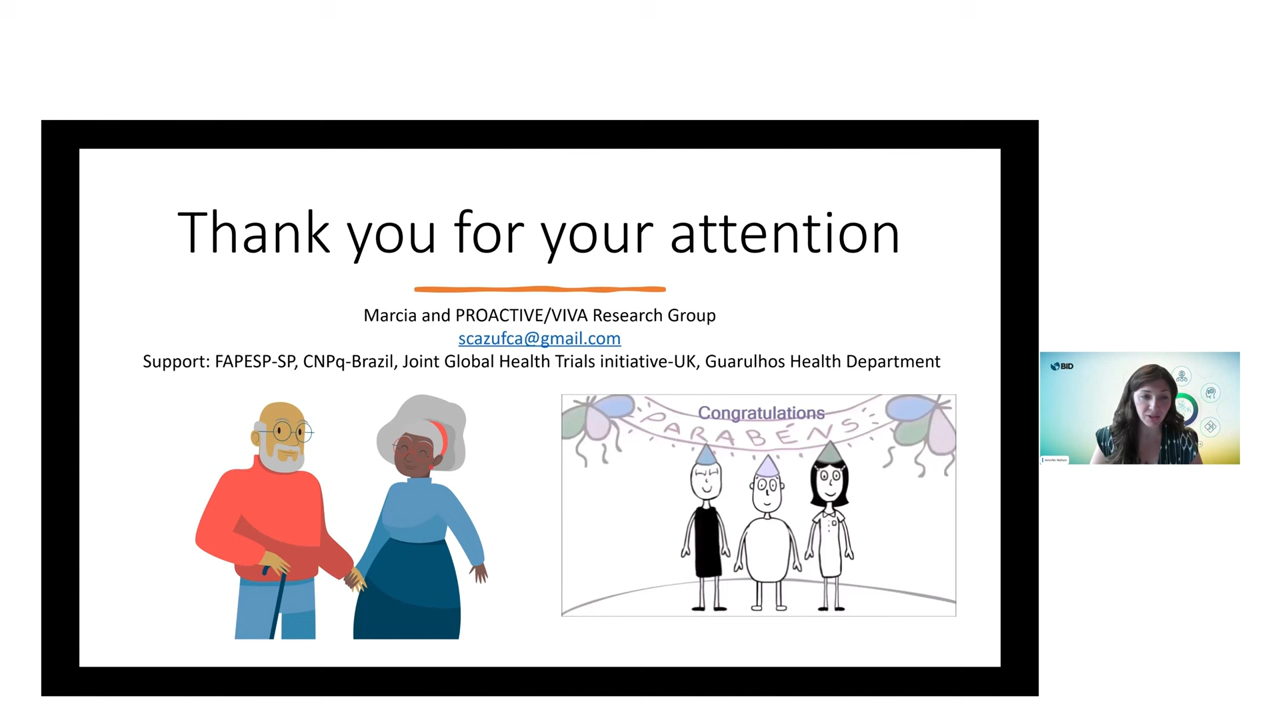 Thank you for your attention
Marcia and PROACTIVE/VIVA Research Group
scazufca@gmail.com
Support: FAPESP-SP, CNPq-Brazil, Joint Global Health Trials initiative-UK, Guarulhos Health Department
Congratulations
PARABÉNS
BID